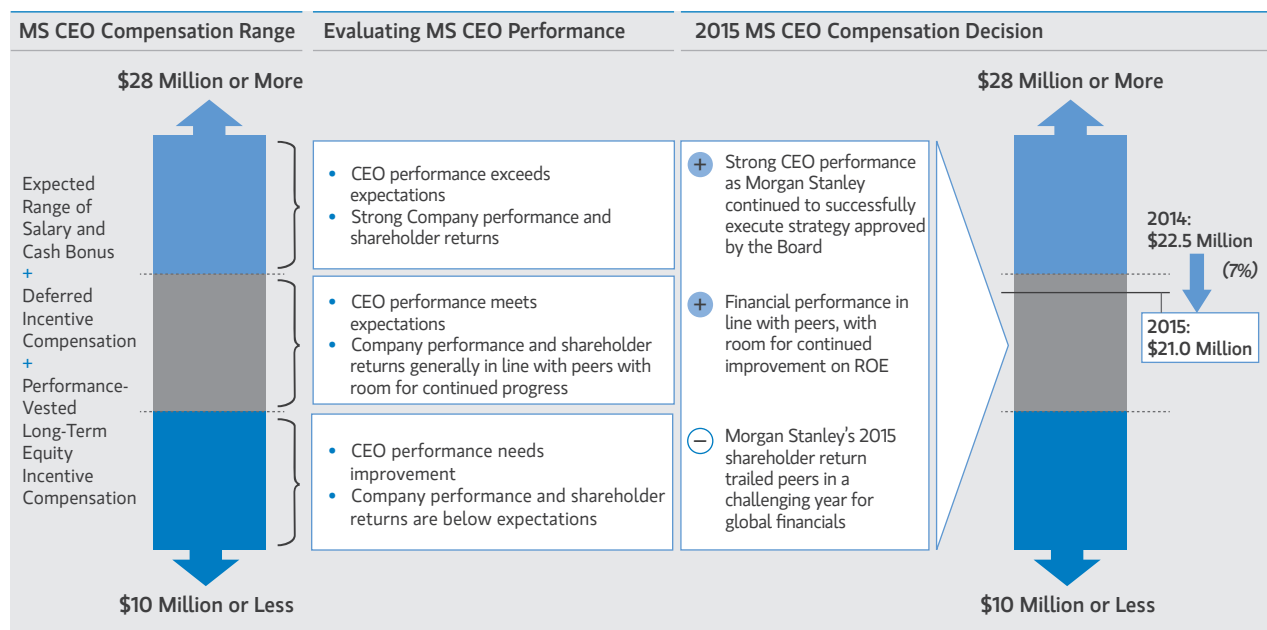 MS CEO Compensation Range
$28 Million or More
Expected
Range of
Salary and
Cash Bonus
+
Deferred
Incentive
Compensation
+
Performance-
Vested
Long-Term
Equity
Incentive
Compensation
$10 Million or Less
Evaluating MS CEO Performance
• CEO performance exceeds
expectations
• Strong Company performance and
shareholder returns
• CEO performance meets
expectations
• Company performance and shareholder
returns generally in line with peers with
room for continued progress
• CEO performance needs
improvement
• Company performance and shareholder
returns are below expectations
2015 MS CEO Compensation Decision
+ Strong CEO performance
as Morgan Stanley
continued to successfully
execute strategy approved
by the Board
+ Financial performance in
line with peers, with
room for continued
improvement on ROE
− Morgan Stanley's 2015
shareholder return
trailed peers in a
challenging year for
global financials
$28 Million or More
2014:
$22.5 Million
(7%)
2015:
$21.0 Million
$10 Million or Less